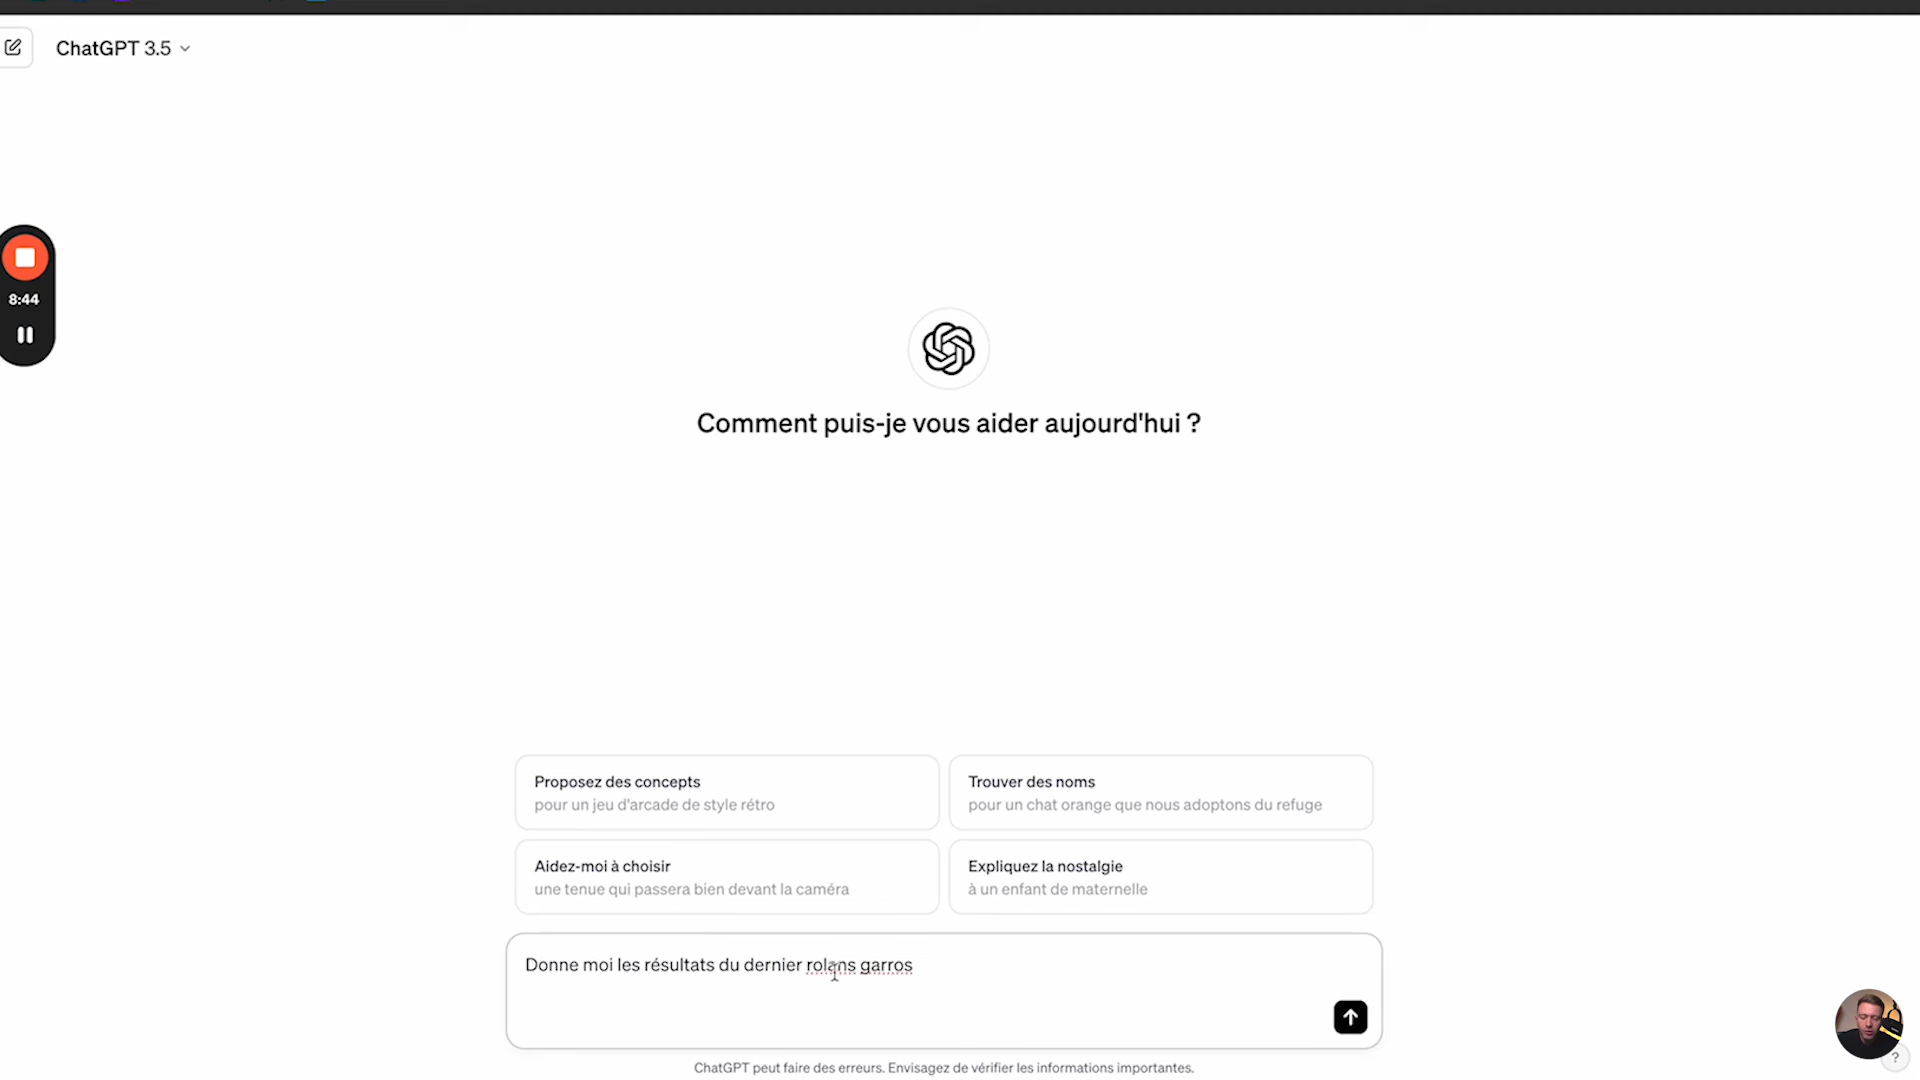 ChatGPT 3.5
8:44
Comment puis-je vous aider aujourd'hui ?
Proposez des concepts
pour un jeu d'arcade de style rétro
Trouver des noms
pour un chat orange que nous adoptons du refuge
Aidez-moi à choisir
une tenue qui passera bien devant la caméra
Expliquez la nostalgie
à un enfant de maternelle
Donne moi les résultats du dernier rolans garros
ChatGPT peut faire des erreurs. Envisagez de vérifier les informations importantes.
?